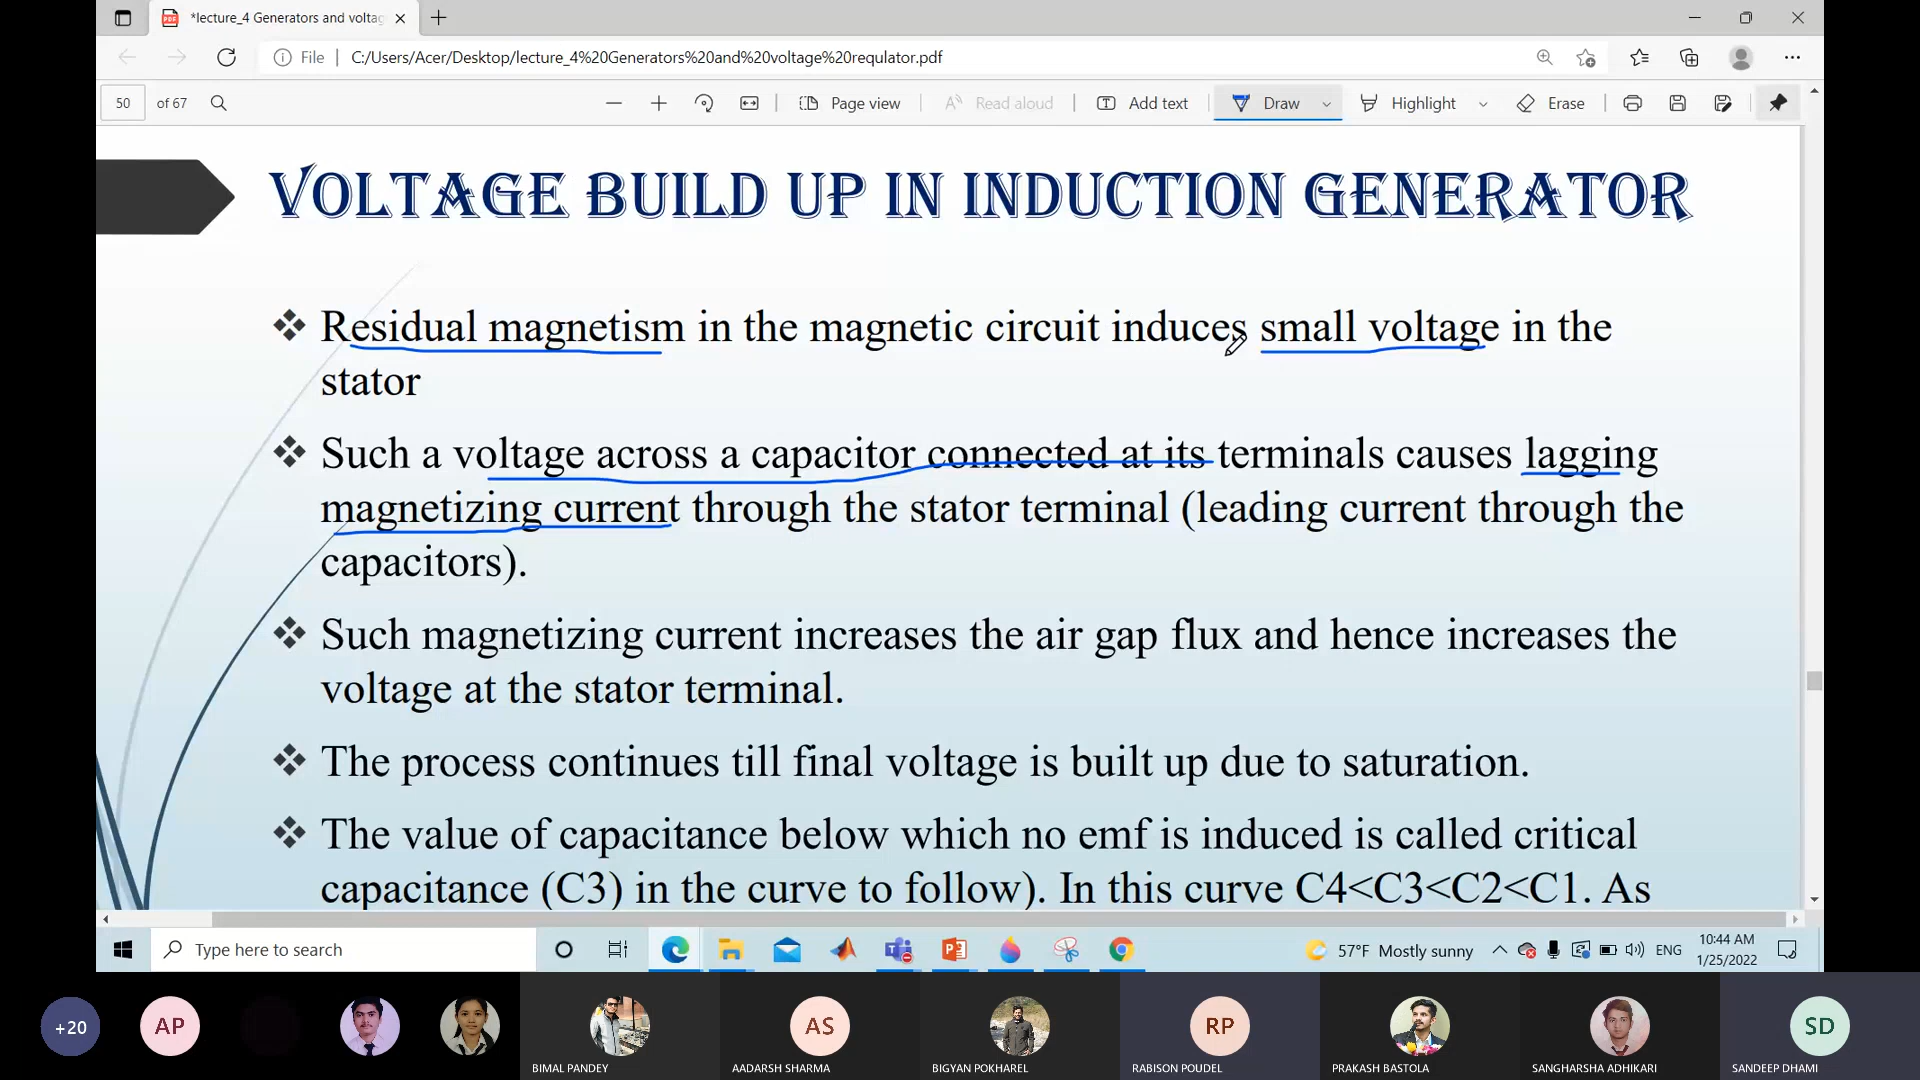 *lecture_4 Generators and voltag
File | C:/Users/Acer/Desktop/lecture_4%20Generators%20and%20voltage%20requlator.pdf
50 of 67
Page view
Read aloud
Add text
Draw
Highlight
Erase
VOLTAGE BUILD UP IN INDUCTION GENERATOR
❖ Residual magnetism in the magnetic circuit induces small voltage in the
stator
❖ Such a voltage across a capacitor connected at its terminals causes lagging
magnetizing current through the stator terminal (leading current through the
capacitors).
❖ Such magnetizing current increases the air gap flux and hence increases the
voltage at the stator terminal.
❖ The process continues till final voltage is built up due to saturation.
❖ The value of capacitance below which no emf is induced is called critical
capacitance (C3) in the curve to follow). In this curve C4<C3<C2<C1. As
Type here to search
57°F Mostly sunny
ENG
10:44 AM
1/25/2022
+20
AP
AS
RP
SD
BIMAL PANDEY
AADARSH SHARMA
BIGYAN POKHAREL
RABISON POUDEL
PRAKASH BASTOLA
SANGHARSHA ADHIKARI
SANDEEP DHAMI